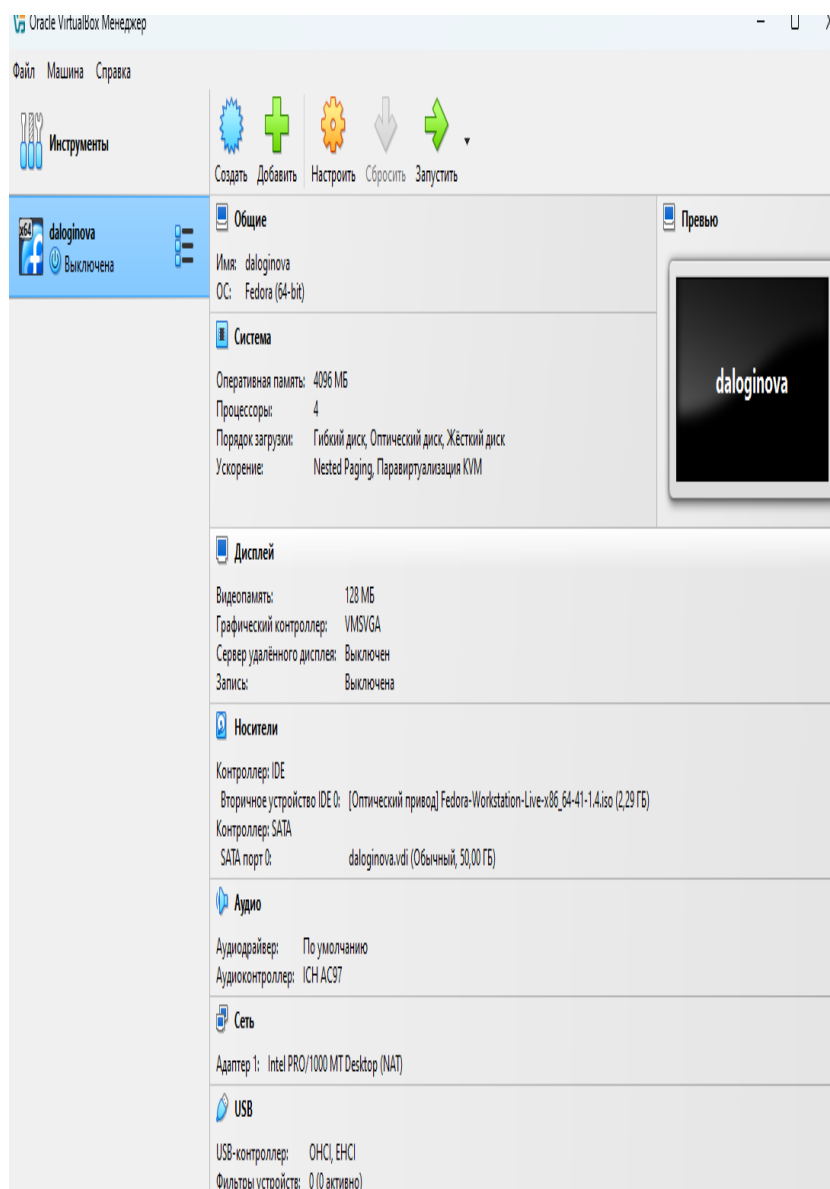 Oracle VirtualBox Менеджер
Файл Машина Справка
Инструменты
Создать Добавить Настроить Сбросить Запустить
x64
daloginova
Выключена
Общие
Имя: daloginova
ОС: Fedora (64-bit)
Превью
daloginova
Система
Оперативная память: 4096 МБ
Процессоры: 4
Порядок загрузки: Гибкий диск, Оптический диск, Жёсткий диск
Ускорение: Nested Paging, Паравиртуализация KVM
Дисплей
Видеопамять: 128 МБ
Графический контроллер: VMSVGA
Сервер удалённого дисплея: Выключен
Запись: Выключена
Носители
Контроллер: IDE
Вторичное устройство IDE 0: [Оптический привод] Fedora-Workstation-Live-x86_64-41-1.4.iso (2,29 ГБ)
Контроллер: SATA
SATA порт 0: daloginova.vdi (Обычный, 50,00 ГБ)
Аудио
Аудиодрайвер: По умолчанию
Аудиоконтроллер: ICH AC97
Сеть
Адаптер 1: Intel PRO/1000 MT Desktop (NAT)
USB
USB-контроллер: OHCI, EHCI
Фильтры устройств: 0 (0 активно)